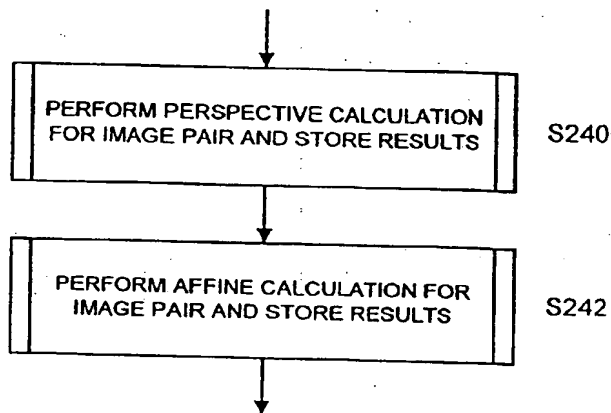 PERFORM PERSPECTIVE CALCULATION
FOR IMAGE PAIR AND STORE RESULTS
S240
PERFORM AFFINE CALCULATION FOR
IMAGE PAIR AND STORE RESULTS
S242